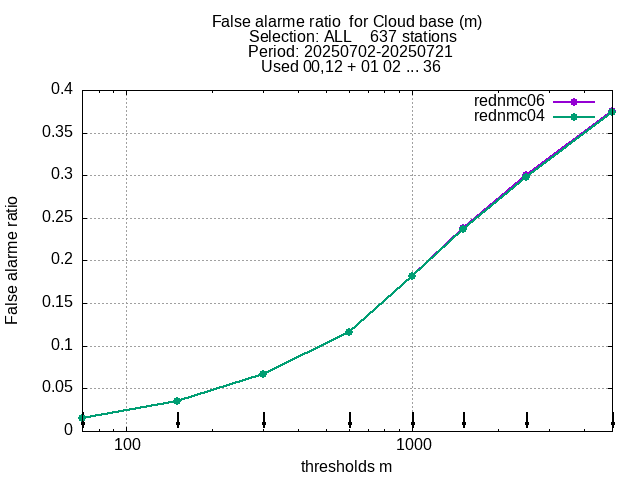 False alarme ratio  for Cloud base (m)
Selection: ALL    637 stations
Period: 20250702-20250721
Used 00,12 + 01 02 ... 36
rednmc06
rednmc04
0.4
0.35
0.3
0.25
0.2
0.15
0.1
0.05
0
False alarme ratio
100
1000
thresholds m